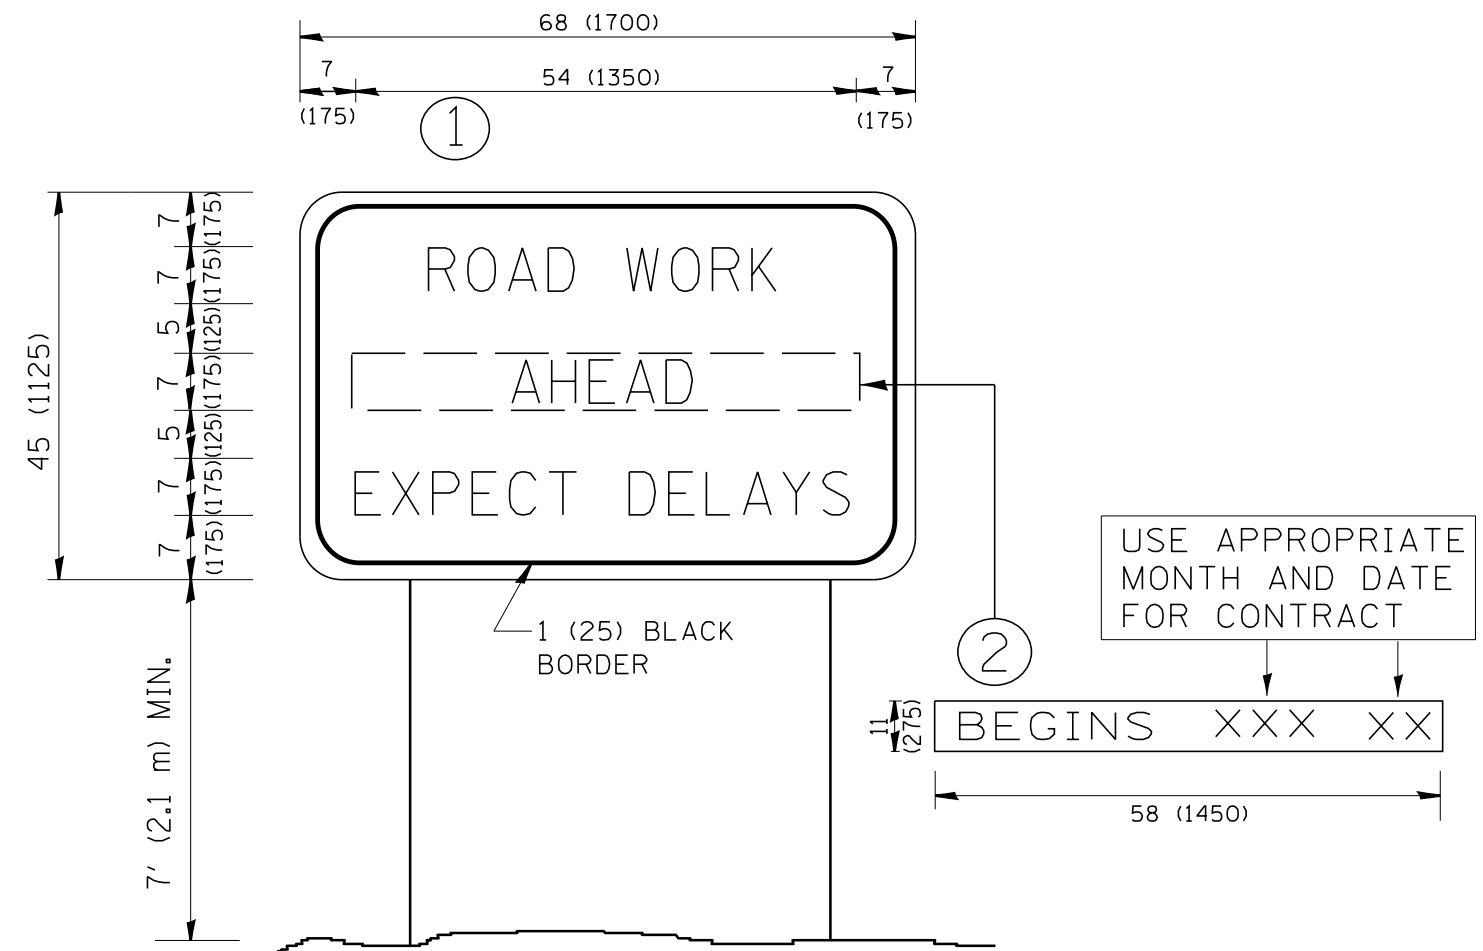 68 (1700)
7
54 (1350)
7
(175)
(175)
1
7
(175)
7
(175)
5
(125)
7
(175)
5
(125)
7
(175)
7
(175)
45 (1125)
ROAD WORK
AHEAD
EXPECT DELAYS
1 (25) BLACK
BORDER
7' (2.1 m) MIN.
2
USE APPROPRIATE
MONTH AND DATE
FOR CONTRACT
11
(275)
BEGINS XXX XX
58 (1450)